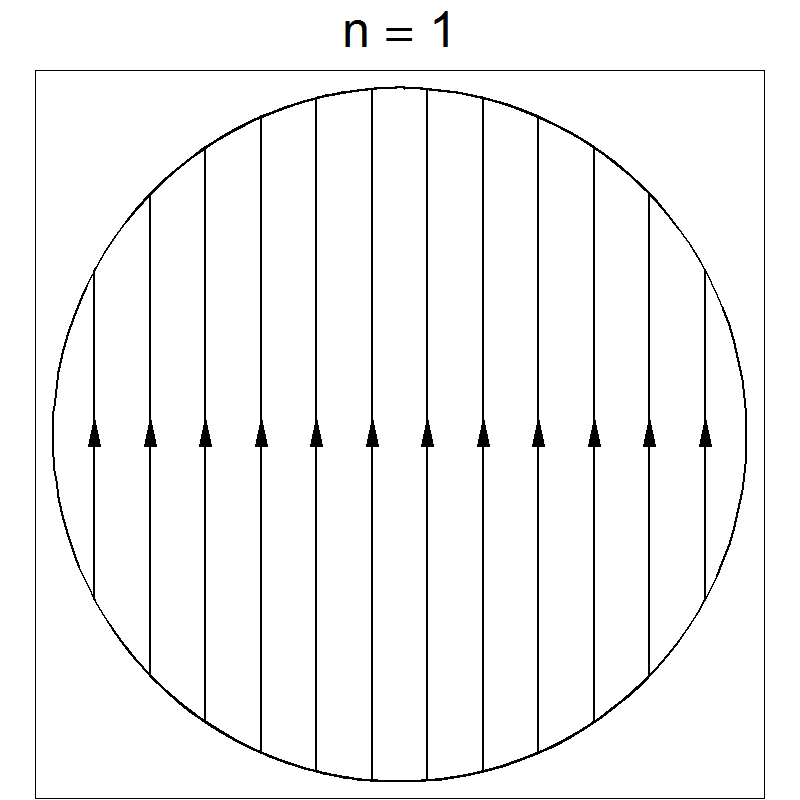 n = 1